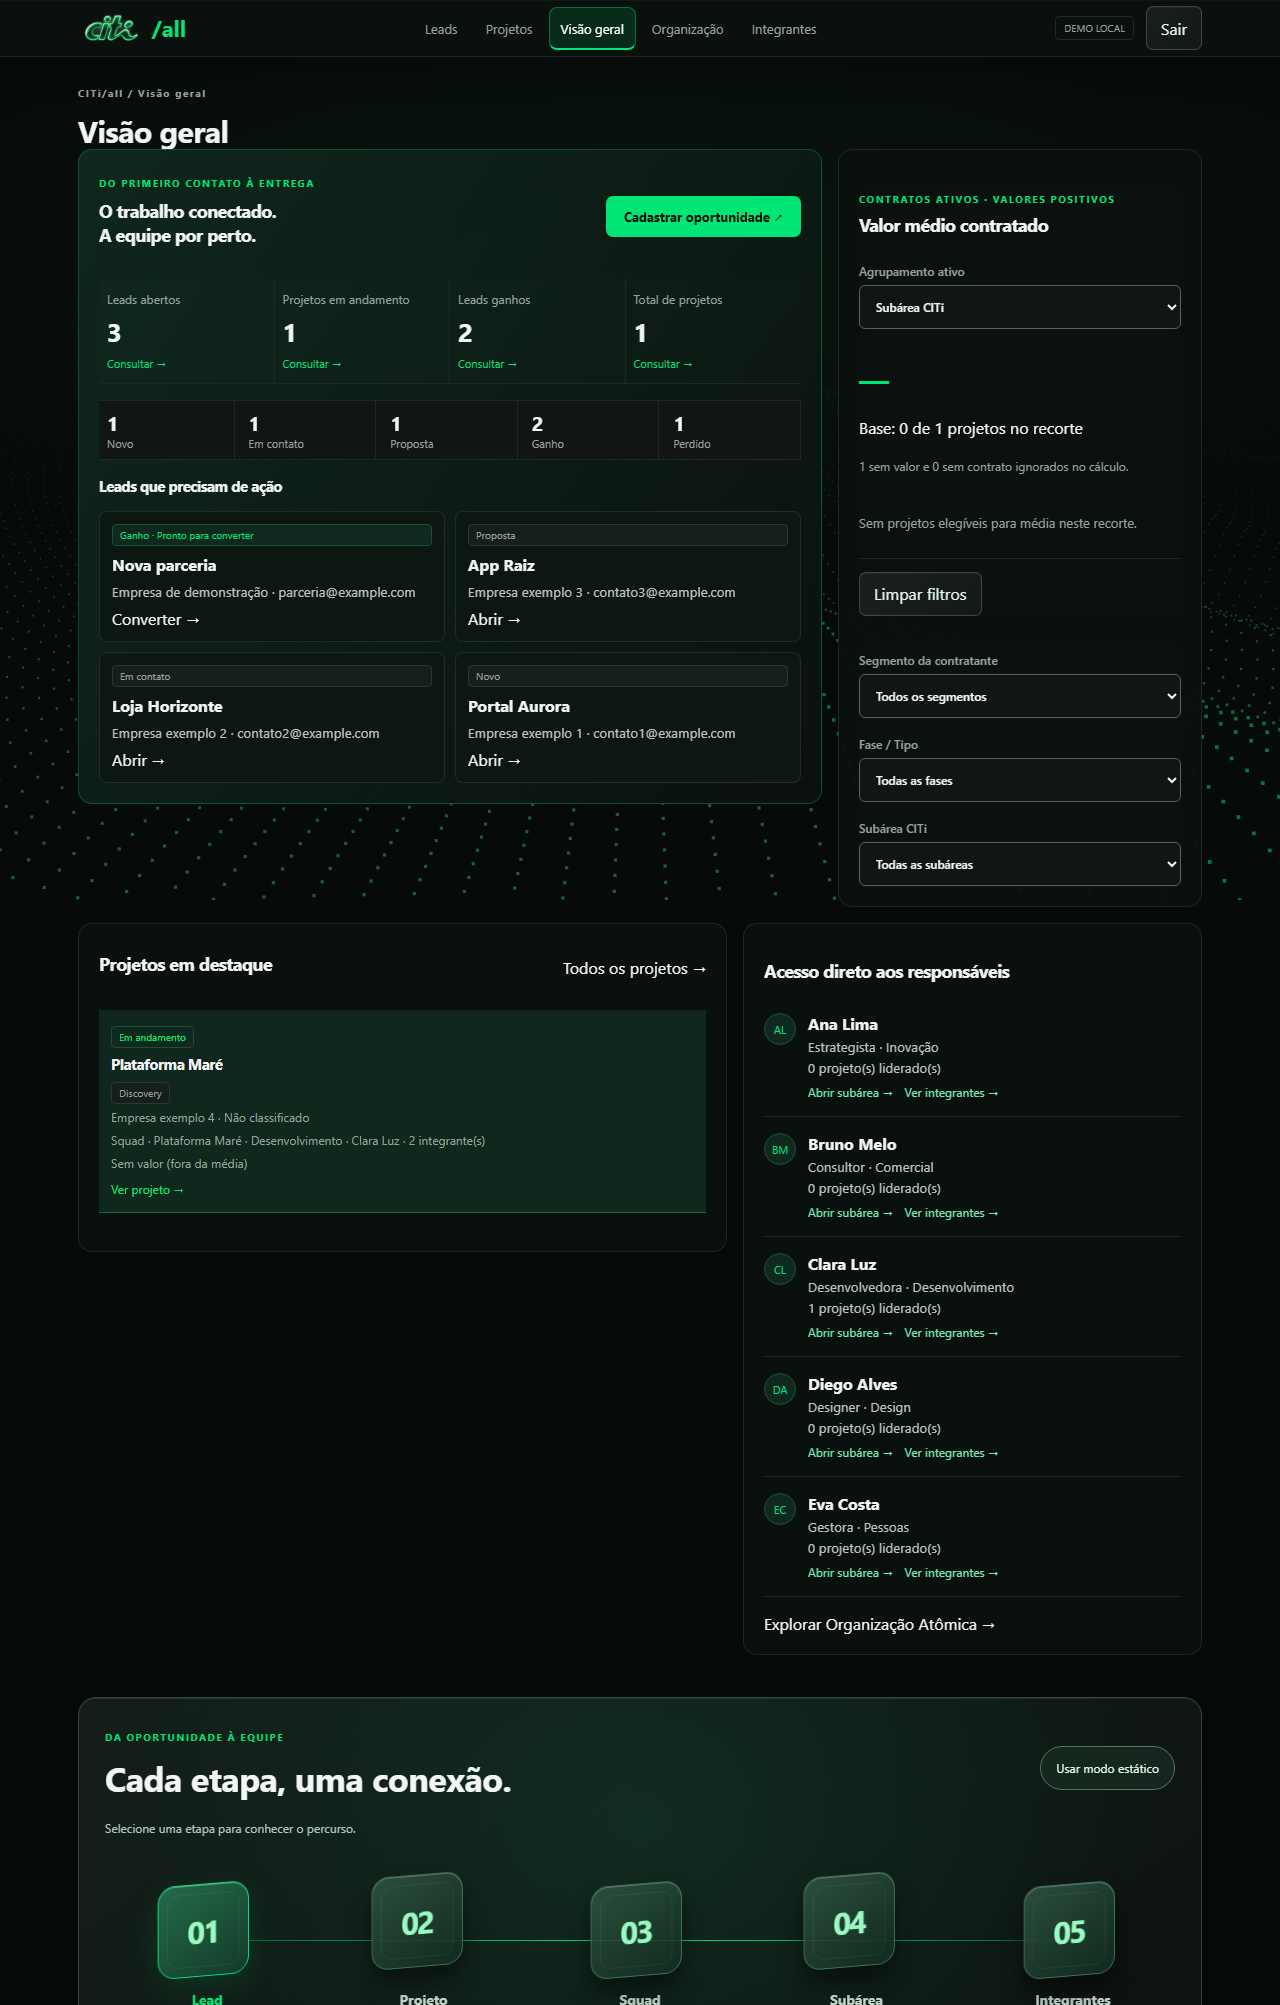 citi /all
Leads
Projetos
Visão geral
Organização
Integrantes
DEMO LOCAL
Sair
CITi/all / Visão geral
Visão geral
DO PRIMEIRO CONTATO À ENTREGA
O trabalho conectado.
A equipe por perto.
Cadastrar oportunidade ↗
Leads abertos
3
Consultar →
Projetos em andamento
1
Consultar →
Leads ganhos
2
Consultar →
Total de projetos
1
Consultar →
1
Novo
1
Em contato
1
Proposta
2
Ganho
1
Perdido
Leads que precisam de ação
Ganho · Pronto para converter
Nova parceria
Empresa de demonstração · parceria@example.com
Converter →
Proposta
App Raiz
Empresa exemplo 3 · contato3@example.com
Abrir →
Em contato
Loja Horizonte
Empresa exemplo 2 · contato2@example.com
Abrir →
Novo
Portal Aurora
Empresa exemplo 1 · contato1@example.com
Abrir →
CONTRATOS ATIVOS · VALORES POSITIVOS
Valor médio contratado
Agrupamento ativo
Subárea CITi
—
Base: 0 de 1 projetos no recorte
1 sem valor e 0 sem contrato ignorados no cálculo.
Sem projetos elegíveis para média neste recorte.
Limpar filtros
Segmento da contratante
Todos os segmentos
Fase / Tipo
Todas as fases
Subárea CITi
Todas as subáreas
Projetos em destaque
Todos os projetos →
Em andamento
Plataforma Maré
Discovery
Empresa exemplo 4 · Não classificado
Squad · Plataforma Maré · Desenvolvimento · Clara Luz · 2 integrante(s)
Sem valor (fora da média)
Ver projeto →
Acesso direto aos responsáveis
AL
Ana Lima
Estrategista · Inovação
0 projeto(s) liderado(s)
Abrir subárea → Ver integrantes →
BM
Bruno Melo
Consultor · Comercial
0 projeto(s) liderado(s)
Abrir subárea → Ver integrantes →
CL
Clara Luz
Desenvolvedora · Desenvolvimento
1 projeto(s) liderado(s)
Abrir subárea → Ver integrantes →
DA
Diego Alves
Designer · Design
0 projeto(s) liderado(s)
Abrir subárea → Ver integrantes →
EC
Eva Costa
Gestora · Pessoas
0 projeto(s) liderado(s)
Abrir subárea → Ver integrantes →
Explorar Organização Atômica →
DA OPORTUNIDADE À EQUIPE
Cada etapa, uma conexão.
Usar modo estático
Selecione uma etapa para conhecer o percurso.
01
Lead
02
Projeto
03
Squad
04
Subárea
05
Integrantes